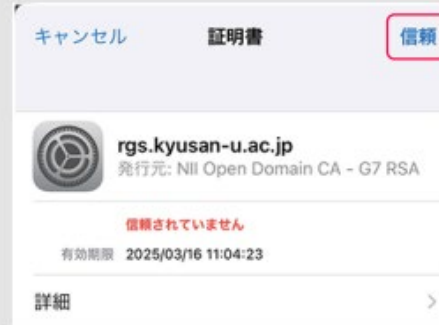 キャンセル 証明書 信頼
rgs.kyusan-u.ac.jp
発行元: NII Open Domain CA - G7 RSA
信頼されていません
有効期限 2025/03/16 11:04:23
詳細